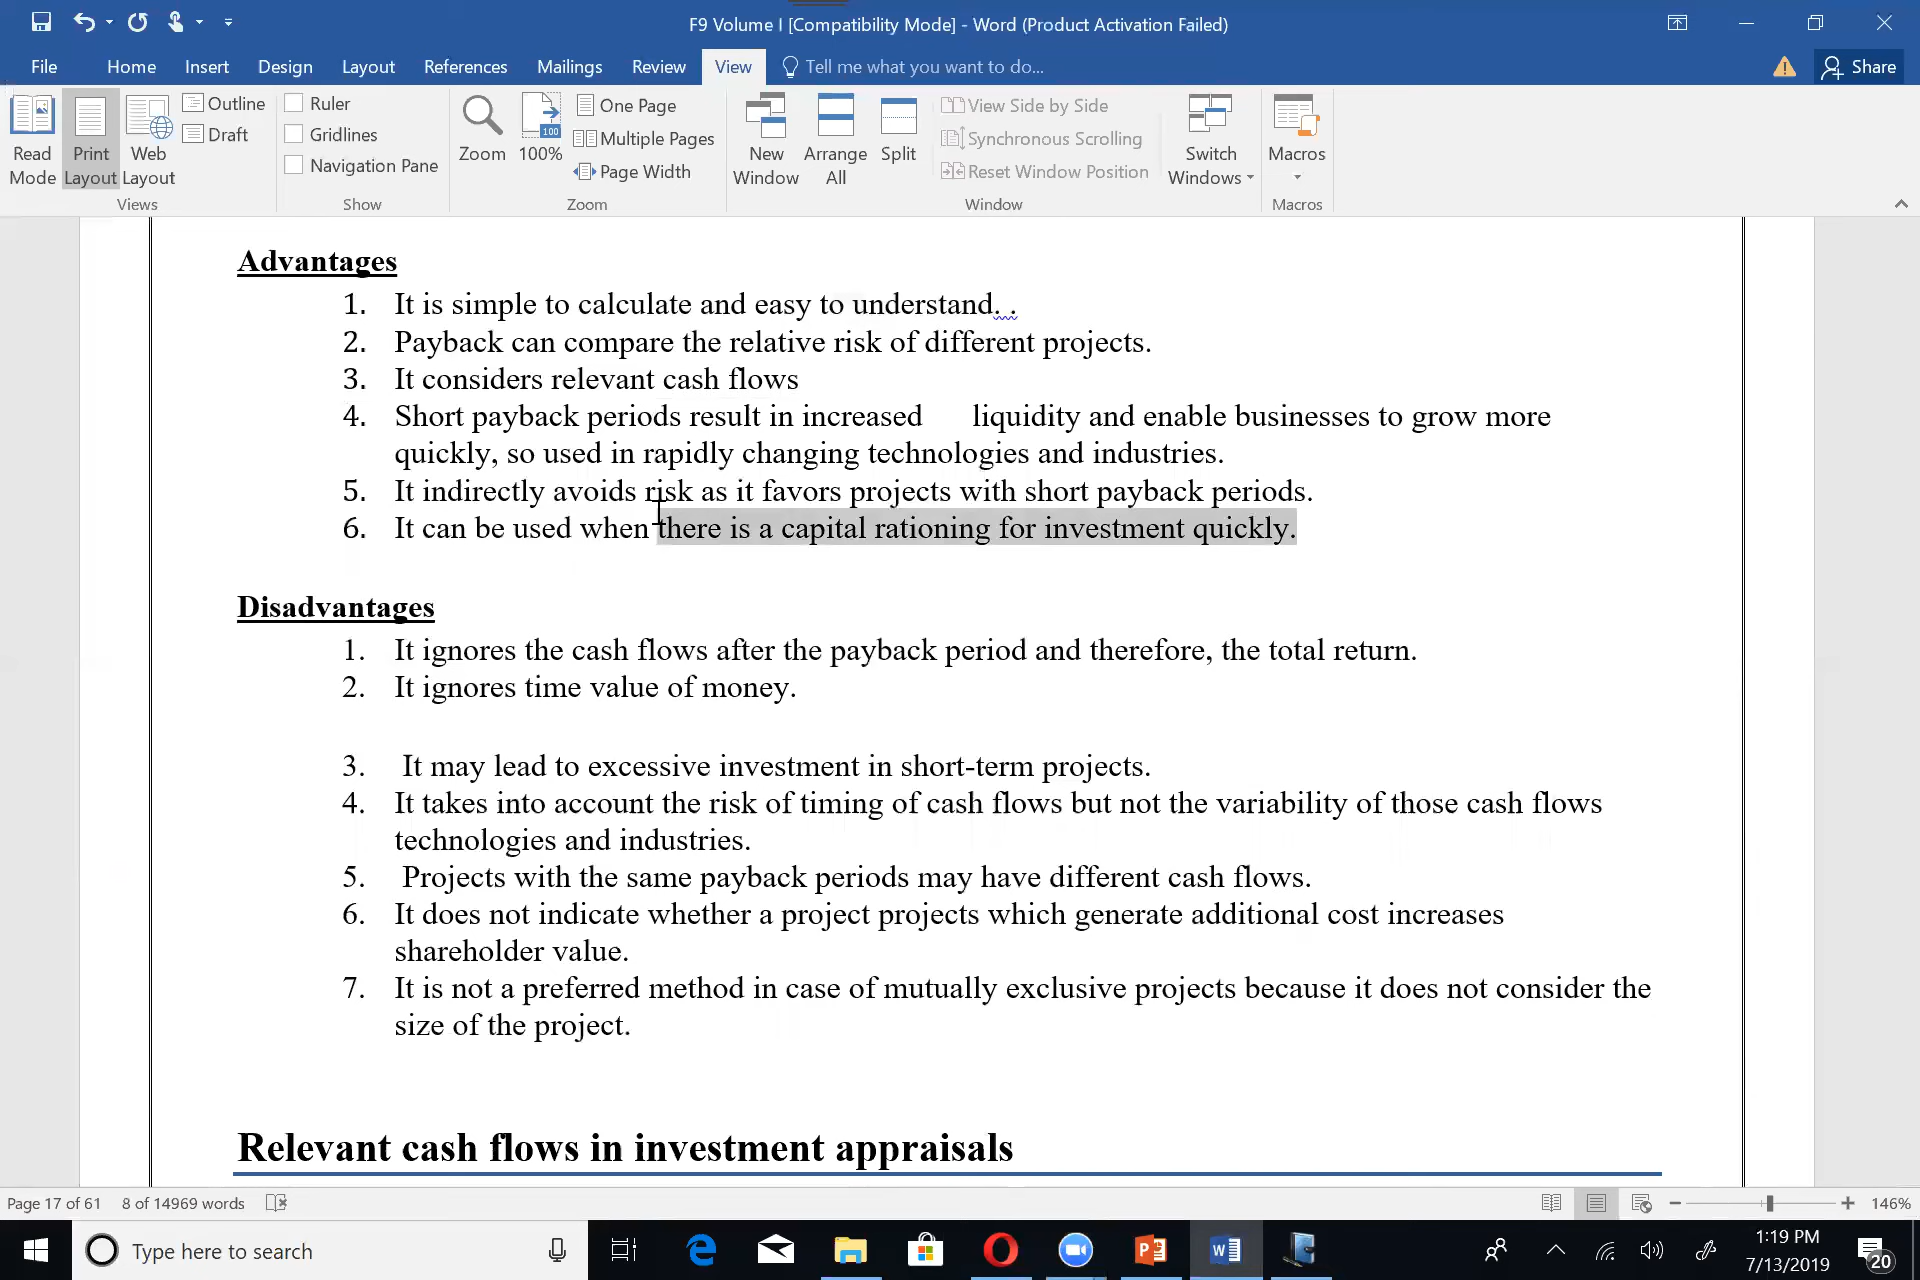 F9 Volume I [Compatibility Mode] - Word (Product Activation Failed)
File Home Insert Design Layout References Mailings Review View Tell me what you want to do... Share
Read Mode
Print Layout
Web Layout
Outline
Draft
Views
Ruler
Gridlines
Navigation Pane
Show
Zoom
100
100%
One Page
Multiple Pages
Page Width
Zoom
New Window
Arrange All
Split
View Side by Side
Synchronous Scrolling
Reset Window Position
Window
Switch Windows
Macros
Macros
Advantages
1. It is simple to calculate and easy to understand. .
2. Payback can compare the relative risk of different projects.
3. It considers relevant cash flows
4. Short payback periods result in increased liquidity and enable businesses to grow more
quickly, so used in rapidly changing technologies and industries.
5. It indirectly avoids risk as it favors projects with short payback periods.
6. It can be used when there is a capital rationing for investment quickly.
Disadvantages
1. It ignores the cash flows after the payback period and therefore, the total return.
2. It ignores time value of money.
3. It may lead to excessive investment in short-term projects.
4. It takes into account the risk of timing of cash flows but not the variability of those cash flows
technologies and industries.
5. Projects with the same payback periods may have different cash flows.
6. It does not indicate whether a project projects which generate additional cost increases
shareholder value.
7. It is not a preferred method in case of mutually exclusive projects because it does not consider the
size of the project.
Relevant cash flows in investment appraisals
Page 17 of 61 8 of 14969 words 146%
Type here to search
1:19 PM
7/13/2019
20